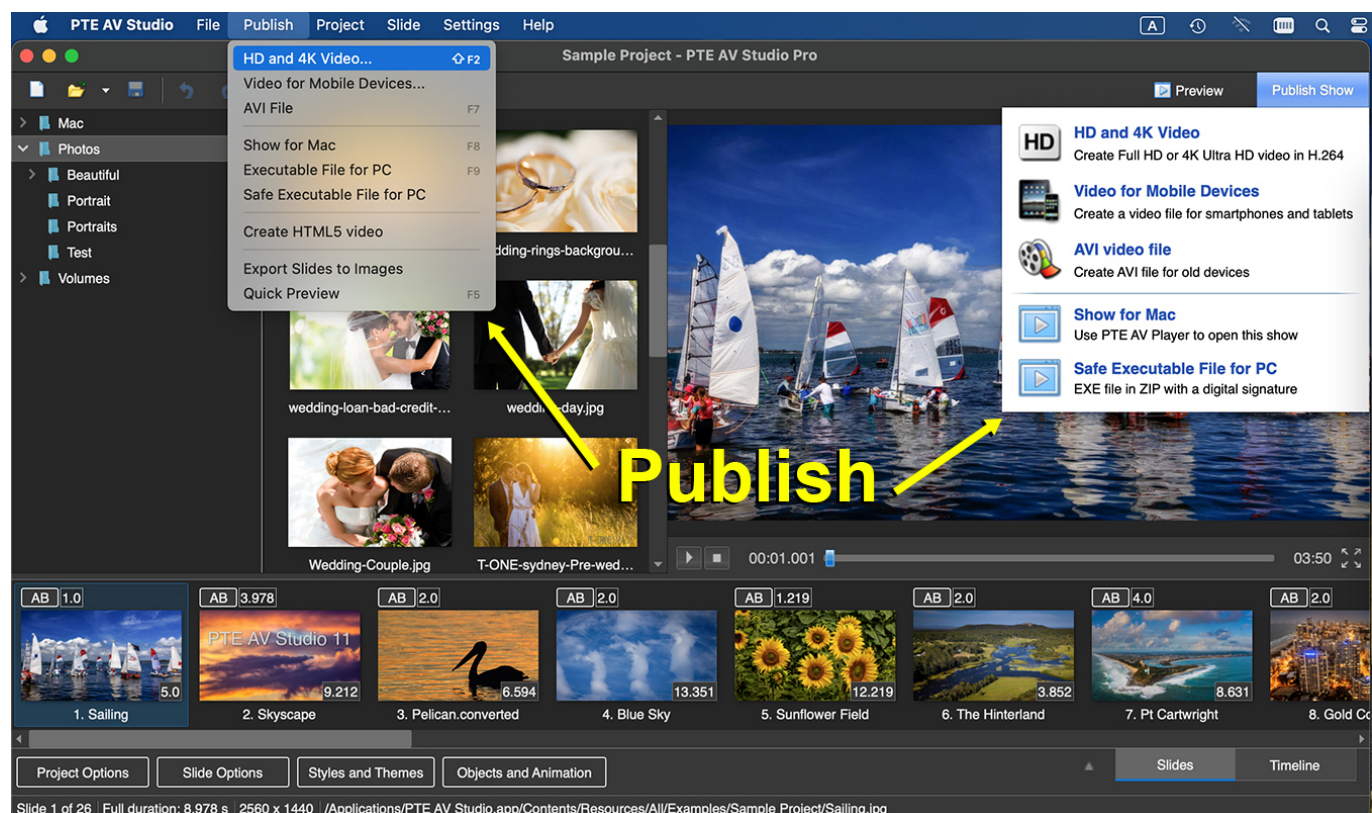 PTE AV Studio File Publish Project Slide Settings Help A
Sample Project - PTE AV Studio Pro
HD and 4K Video... ⇧ F2
Video for Mobile Devices...
AVI File F7
Show for Mac F8
Executable File for PC F9
Safe Executable File for PC
Create HTML5 video
Export Slides to Images
Quick Preview F5
Preview Publish Show
Mac
Photos
Beautiful
Portrait
Portraits
Test
Volumes
dding-rings-backgrou...
wedding-loan-bad-credit-... wedding-day.jpg
Wedding-Couple.jpg T-ONE-sydney-Pre-wed...
HD
HD and 4K Video
Create Full HD or 4K Ultra HD video in H.264
Video for Mobile Devices
Create a video file for smartphones and tablets
AVI video file
Create AVI file for old devices
Show for Mac
Use PTE AV Player to open this show
Safe Executable File for PC
EXE file in ZIP with a digital signature
Publish
00:01.001 03:50
AB 1.0 AB 3.978 AB 2.0 AB 2.0 AB 1.219 AB 2.0 AB 4.0 AB 2.0
PTE AV Studio 11
5.0 9.212 6.594 13.351 12.219 3.852 8.631
1. Sailing 2. Skyscape 3. Pelican.converted 4. Blue Sky 5. Sunflower Field 6. The Hinterland 7. Pt Cartwright 8. Gold Co
Project Options Slide Options Styles and Themes Objects and Animation Slides Timeline
Slide 1 of 26 Full duration: 8.978 s 2560 x 1440 /Applications/PTE AV Studio.app/Contents/Resources/All/Examples/Sample Project/Sailing.jpg